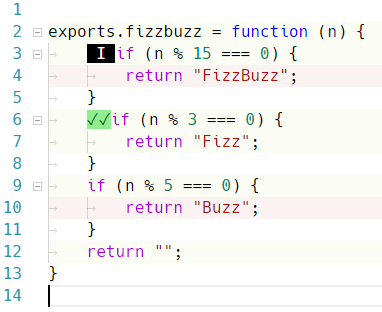 1
2 exports.fizzbuzz = function (n) {
3 I if (n % 15 === 0) {
4 return "FizzBuzz";
5 }
6 ✓✓if (n % 3 === 0) {
7 return "Fizz";
8 }
9 if (n % 5 === 0) {
10 return "Buzz";
11 }
12 return "";
13 }
14